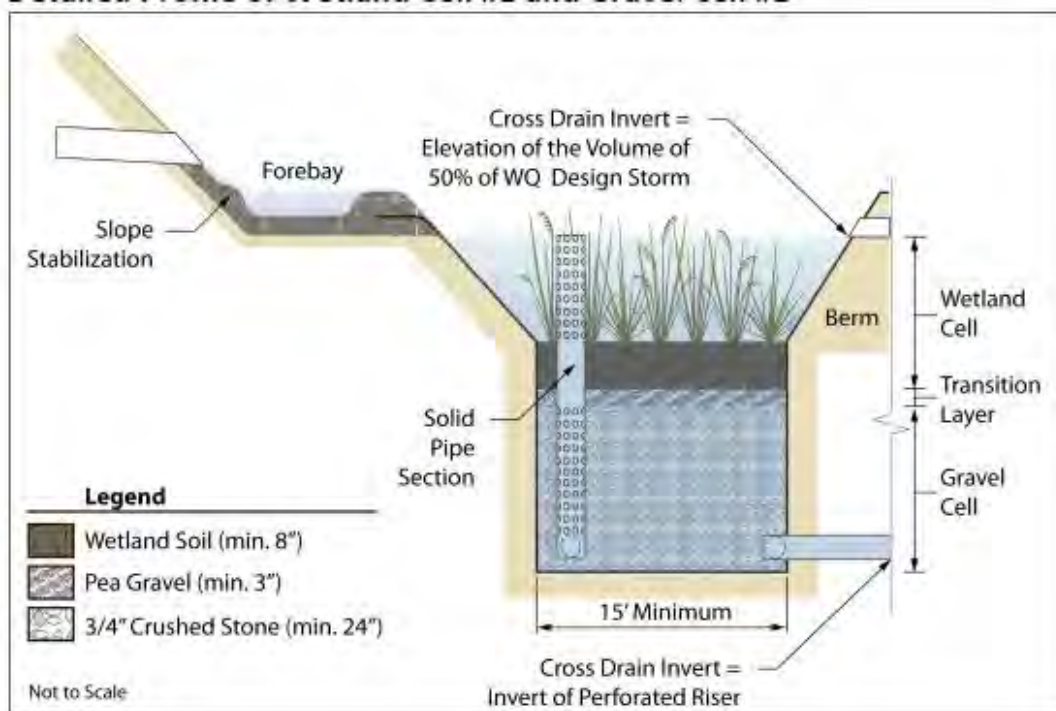 Forebay
Slope
Stabilization
Cross Drain Invert =
Elevation of the Volume of
50% of WQ Design Storm
Berm
Wetland
Cell
Transition
Layer
Gravel
Cell
Solid
Pipe
Section
Legend
Wetland Soil (min. 8")
Pea Gravel (min. 3")
3/4" Crushed Stone (min. 24")
15' Minimum
Cross Drain Invert =
Invert of Perforated Riser
Not to Scale